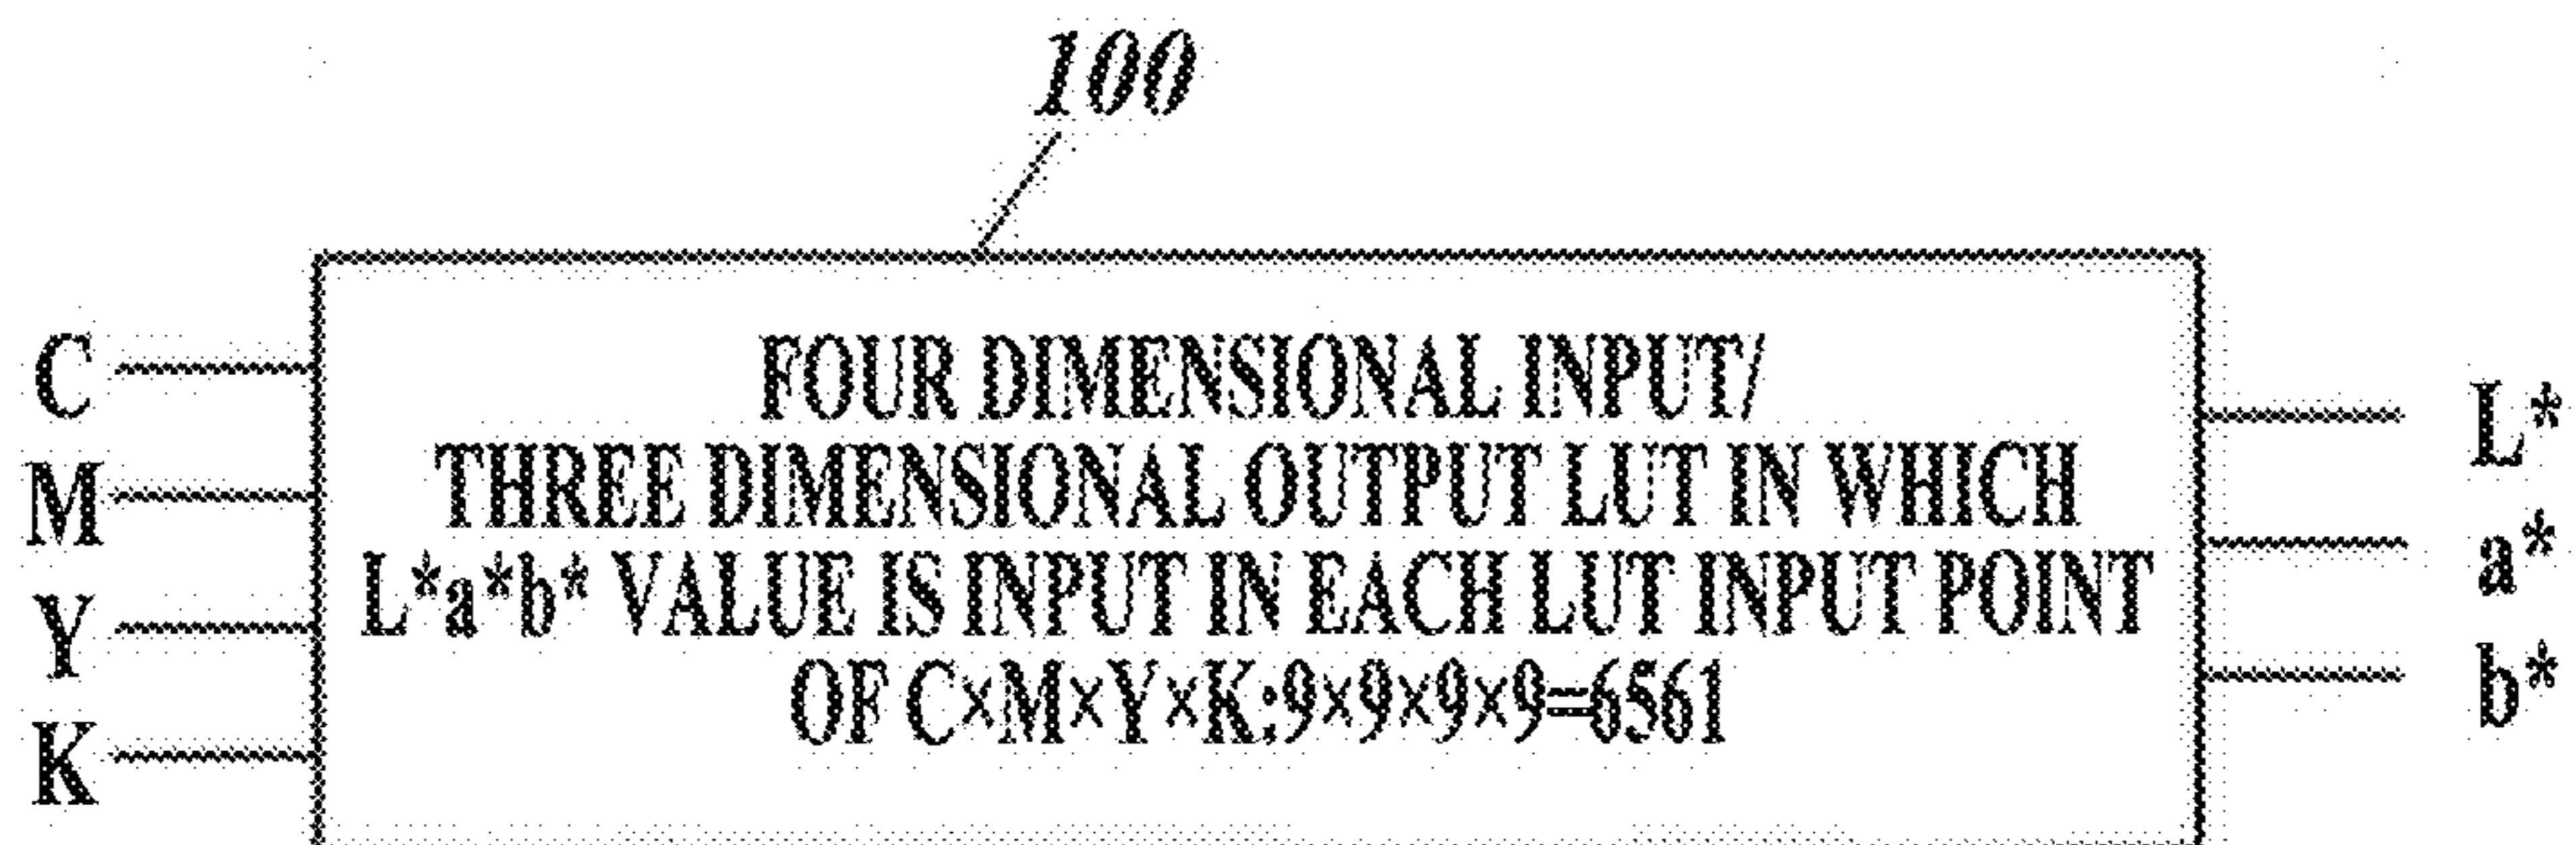 100
C
M
Y
K
FOUR DIMENSIONAL INPUT/
THREE DIMENSIONAL OUTPUT LUT IN WHICH
L*a*b* VALUE IS INPUT IN EACH LUT INPUT POINT
OF C×M×Y×K:9×9×9×9=6561
L*
a*
b*